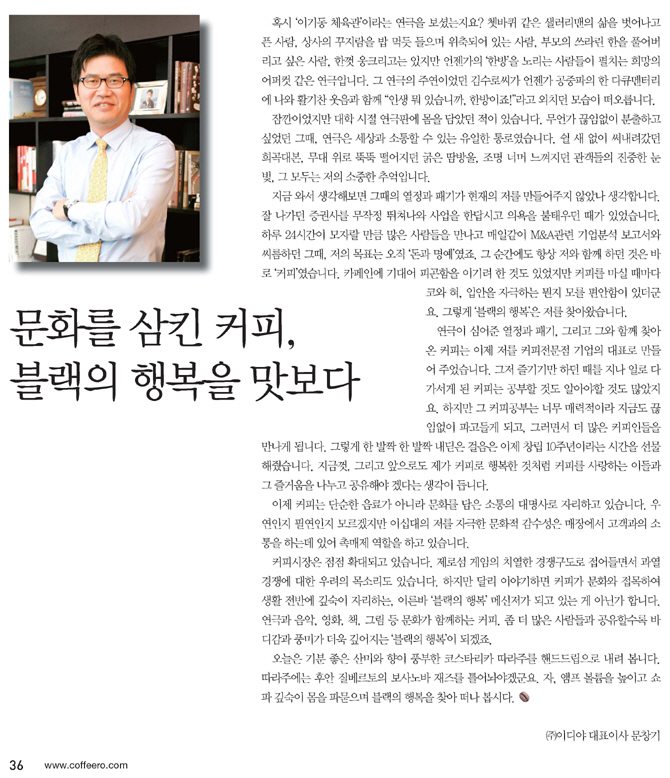 문화를 삼킨 커피,
블랙의 행복을 맛보다
혹시 ‘이기동 체육관’이라는 연극을 보셨는지요? 쳇바퀴 같은 샐러리맨의 삶을 벗어나고
픈 사람, 상사의 꾸지람을 밥 먹듯 들으며 위축되어 있는 사람, 부모의 쓰라린 한을 풀어버
리고 싶은 사람, 한껏 웅크리고는 있지만 언젠가의 ‘한방’을 노리는 사람들이 펼치는 희망의
어퍼컷 같은 연극입니다. 그 연극의 주연이었던 김수로씨가 언젠가 공중파의 한 다큐멘터리
에 나와 활기찬 웃음과 함께 “인생 뭐 있습니까, 한방이죠!”라고 외치던 모습이 떠오릅니다.
잠깐이었지만 대학 시절 연극판에 몸을 담았던 적이 있습니다. 무언가 끊임없이 분출하고
싶었던 그때, 연극은 세상과 소통할 수 있는 유일한 통로였습니다. 쉴 새 없이 써내려갔던
희곡대본, 무대 위로 뚝뚝 떨어지던 굵은 땀방울, 조명 너머 느껴지던 관객들의 진중한 눈
빛, 그 모두는 저의 소중한 추억입니다.
지금 와서 생각해보면 그때의 열정과 패기가 현재의 저를 만들어주지 않았나 생각합니다.
잘 나가던 증권사를 무작정 뛰쳐나와 사업을 한답시고 의욕을 불태우던 때가 있었습니다.
하루 24시간이 모자랄 만큼 많은 사람들을 만나고 매일같이 M&A관련 기업분석 보고서와
씨름하던 그때, 저의 목표는 오직 ‘돈과 명예’였죠. 그 순간에도 항상 저와 함께 하던 것은 바
로 ‘커피’였습니다. 카페인에 기대어 피곤함을 이기려 한 것도 있었지만 커피를 마실 때마다
코와 혀, 입안을 자극하는 뭔지 모를 편안함이 있더군
요. 그렇게 ‘블랙의 행복’은 저를 찾아왔습니다.
연극이 심어준 열정과 패기, 그리고 그와 함께 찾아
온 커피는 이제 저를 커피전문점 기업의 대표로 만들
어 주었습니다. 그저 즐기기만 하던 때를 지나 일로 다
가서게 된 커피는 공부할 것도 알아야할 것도 많았지
요. 하지만 그 커피공부는 너무 매력적이라 지금도 끊
임없이 파고들게 되고, 그러면서 더 많은 커피인들을
만나게 됩니다. 그렇게 한 발짝 한 발짝 내딛은 걸음은 이제 창립 10주년이라는 시간을 선물
해줬습니다. 지금껏, 그리고 앞으로도 제가 커피로 행복한 것처럼 커피를 사랑하는 이들과
그 즐거움을 나누고 공유해야 겠다는 생각이 듭니다.
이제 커피는 단순한 음료가 아니라 문화를 담은 소통의 대명사로 자리하고 있습니다. 우
연인지 필연인지 모르겠지만 이십대의 저를 자극한 문화적 감수성은 매장에서 고객과의 소
통을 하는데 있어 촉매제 역할을 하고 있습니다.
커피시장은 점점 확대되고 있습니다. 제로섬 게임의 치열한 경쟁구도로 접어들면서 과열
경쟁에 대한 우려의 목소리도 있습니다. 하지만 달리 이야기하면 커피가 문화와 접목하여
생활 전반에 깊숙이 자리하는, 이른바 ‘블랙의 행복’ 메신저가 되고 있는 게 아닌가 합니다.
연극과 음악, 영화, 책, 그림 등 문화가 함께하는 커피. 좀 더 많은 사람들과 공유할수록 바
디감과 풍미가 더욱 깊어지는 ‘블랙의 행복’이 되겠죠.
오늘은 기분 좋은 산미와 향이 풍부한 코스타리카 따라주를 핸드드립으로 내려 봅니다.
따라주에는 후안 질베르토의 보사노바 재즈를 틀어놔야겠군요. 자, 앰프 볼륨을 높이고 쇼
파 깊숙이 몸을 파묻으며 블랙의 행복을 찾아 떠나 봅시다.
㈜이디야 대표이사 문창기
36 www.coffeero.com